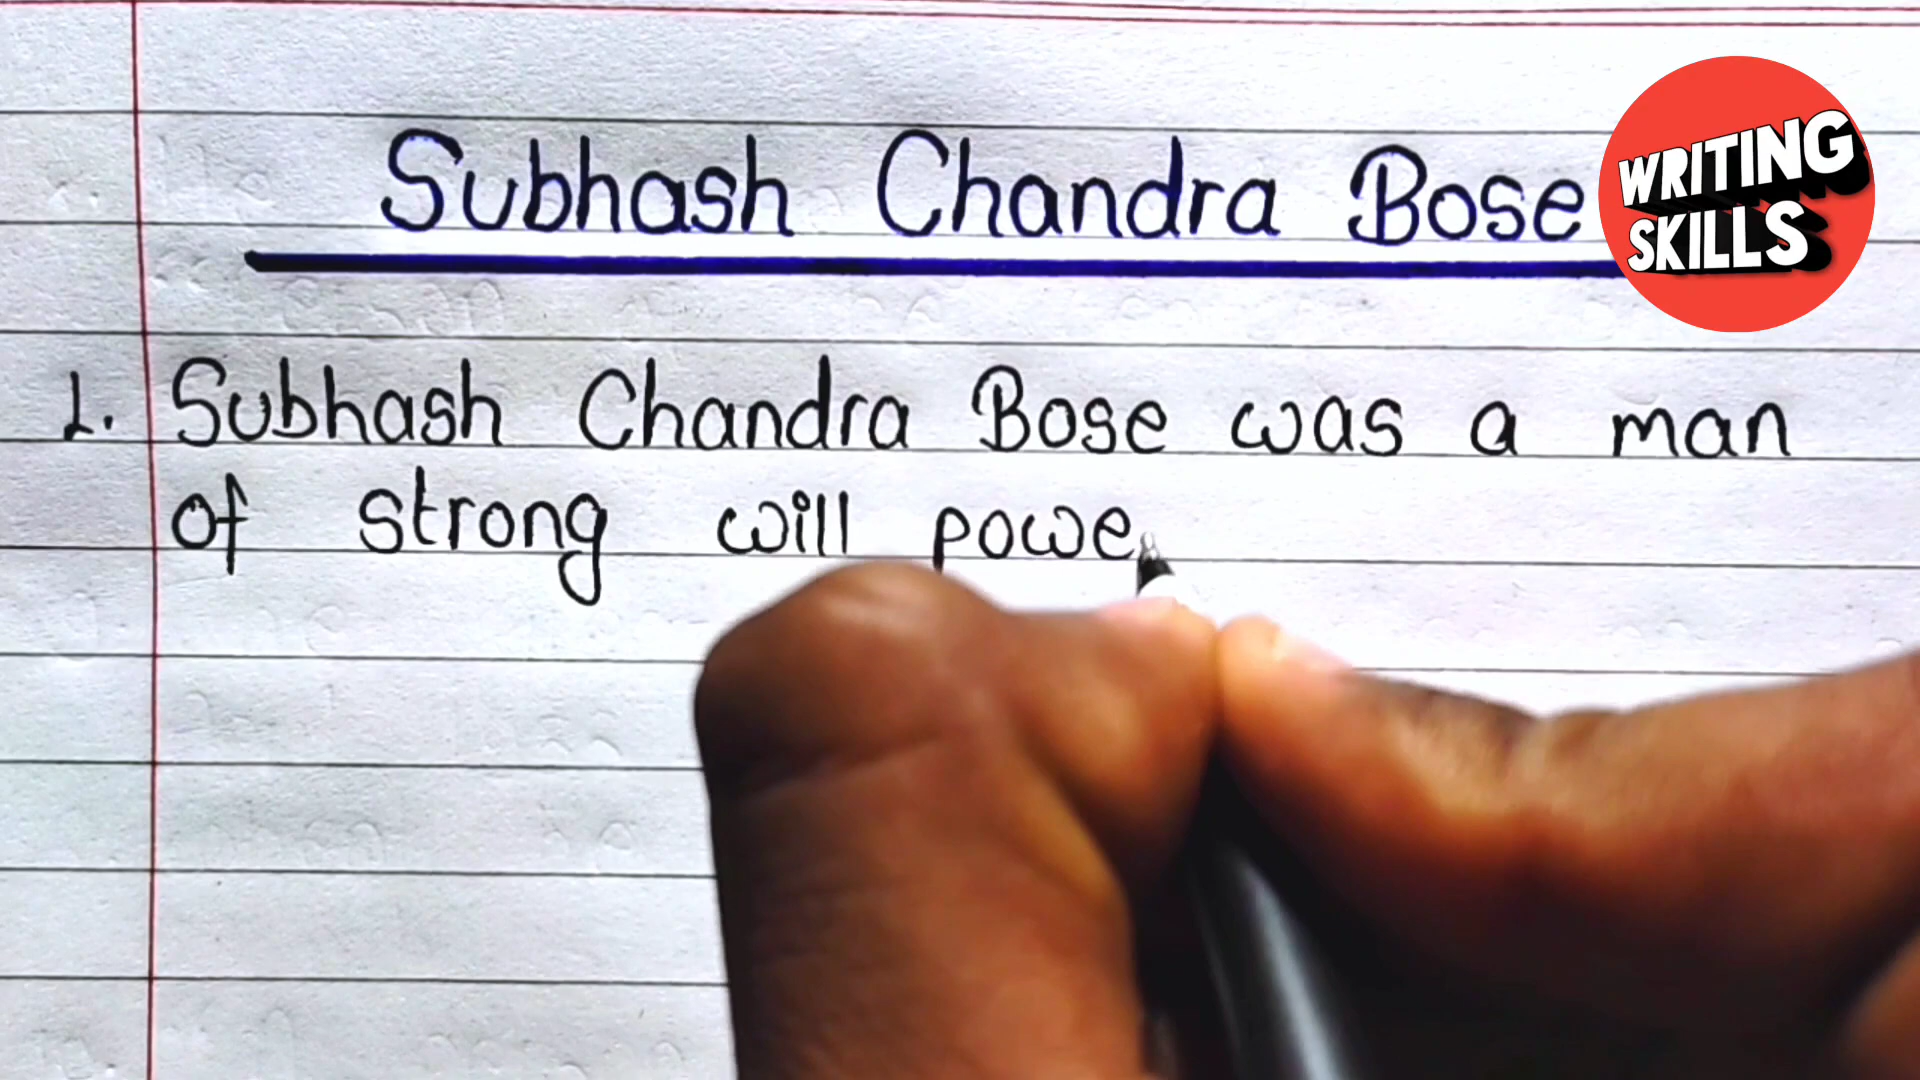 Subhash Chandra Bose
WRITING
SKILLS
1. Subhash Chandra Bose was a man
of strong will powe